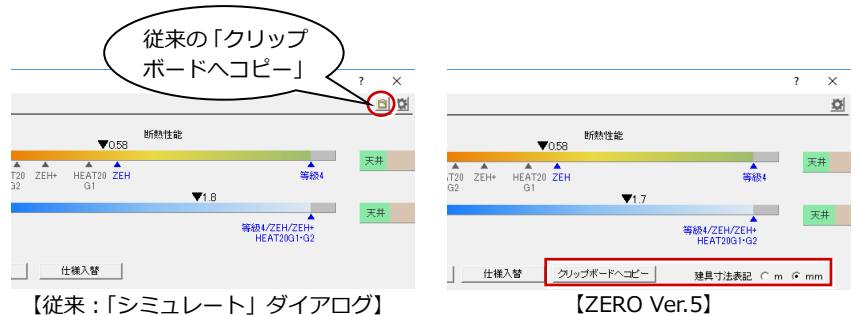 従来の「クリップ
ボードへコピー」
? ×
断熱性能
▼0.58
T20 ZEH+ HEAT20 ZEH 等級4
G2 G1
天井
▼1.8
等級4/ZEH/ZEH+
HEAT20G1・G2
天井
仕様入替
【従来：「シミュレート」ダイアログ】
? ×
断熱性能
▼0.58
T20 ZEH+ HEAT20 ZEH 等級4
G2 G1
天井
▼1.7
等級4/ZEH/ZEH+
HEAT20G1・G2
天井
仕様入替 クリップボードへコピー 建具寸法表記 m mm
【ZERO Ver.5】